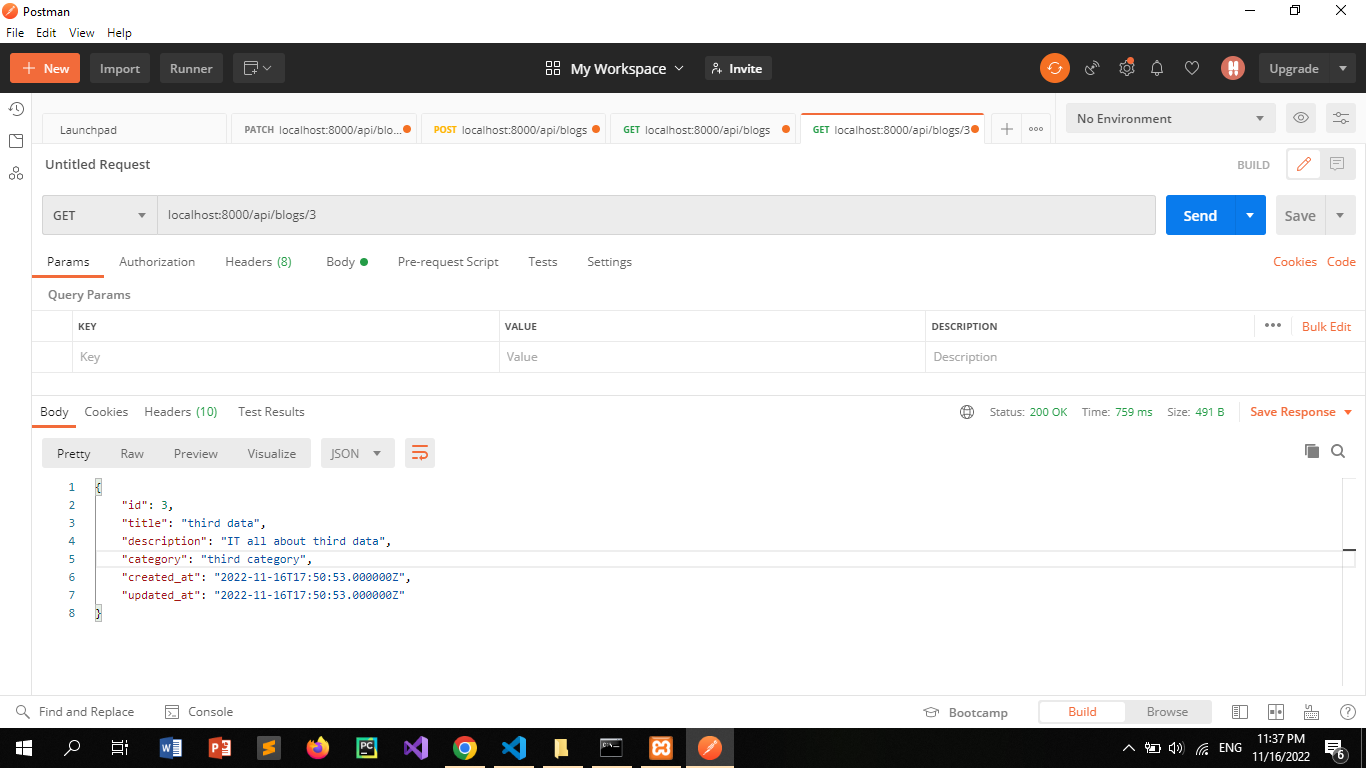 Postman
File Edit View Help
New Import Runner My Workspace Invite Upgrade
Launchpad PATCH localhost:8000/api/blo... POST localhost:8000/api/blogs GET localhost:8000/api/blogs GET localhost:8000/api/blogs/3 No Environment
Untitled Request BUILD
GET localhost:8000/api/blogs/3 Send Save
Params Authorization Headers (8) Body Pre-request Script Tests Settings Cookies Code
Query Params
KEY VALUE DESCRIPTION Bulk Edit
Key Value Description
Body Cookies Headers (10) Test Results Status: 200 OK Time: 759 ms Size: 491 B Save Response
Pretty Raw Preview Visualize JSON
1 {
2 "id": 3,
3 "title": "third data",
4 "description": "IT all about third data",
5 "category": "third category",
6 "created_at": "2022-11-16T17:50:53.000000Z",
7 "updated_at": "2022-11-16T17:50:53.000000Z"
8 }
Find and Replace Console Bootcamp Build Browse
ENG 11:37 PM
11/16/2022 6